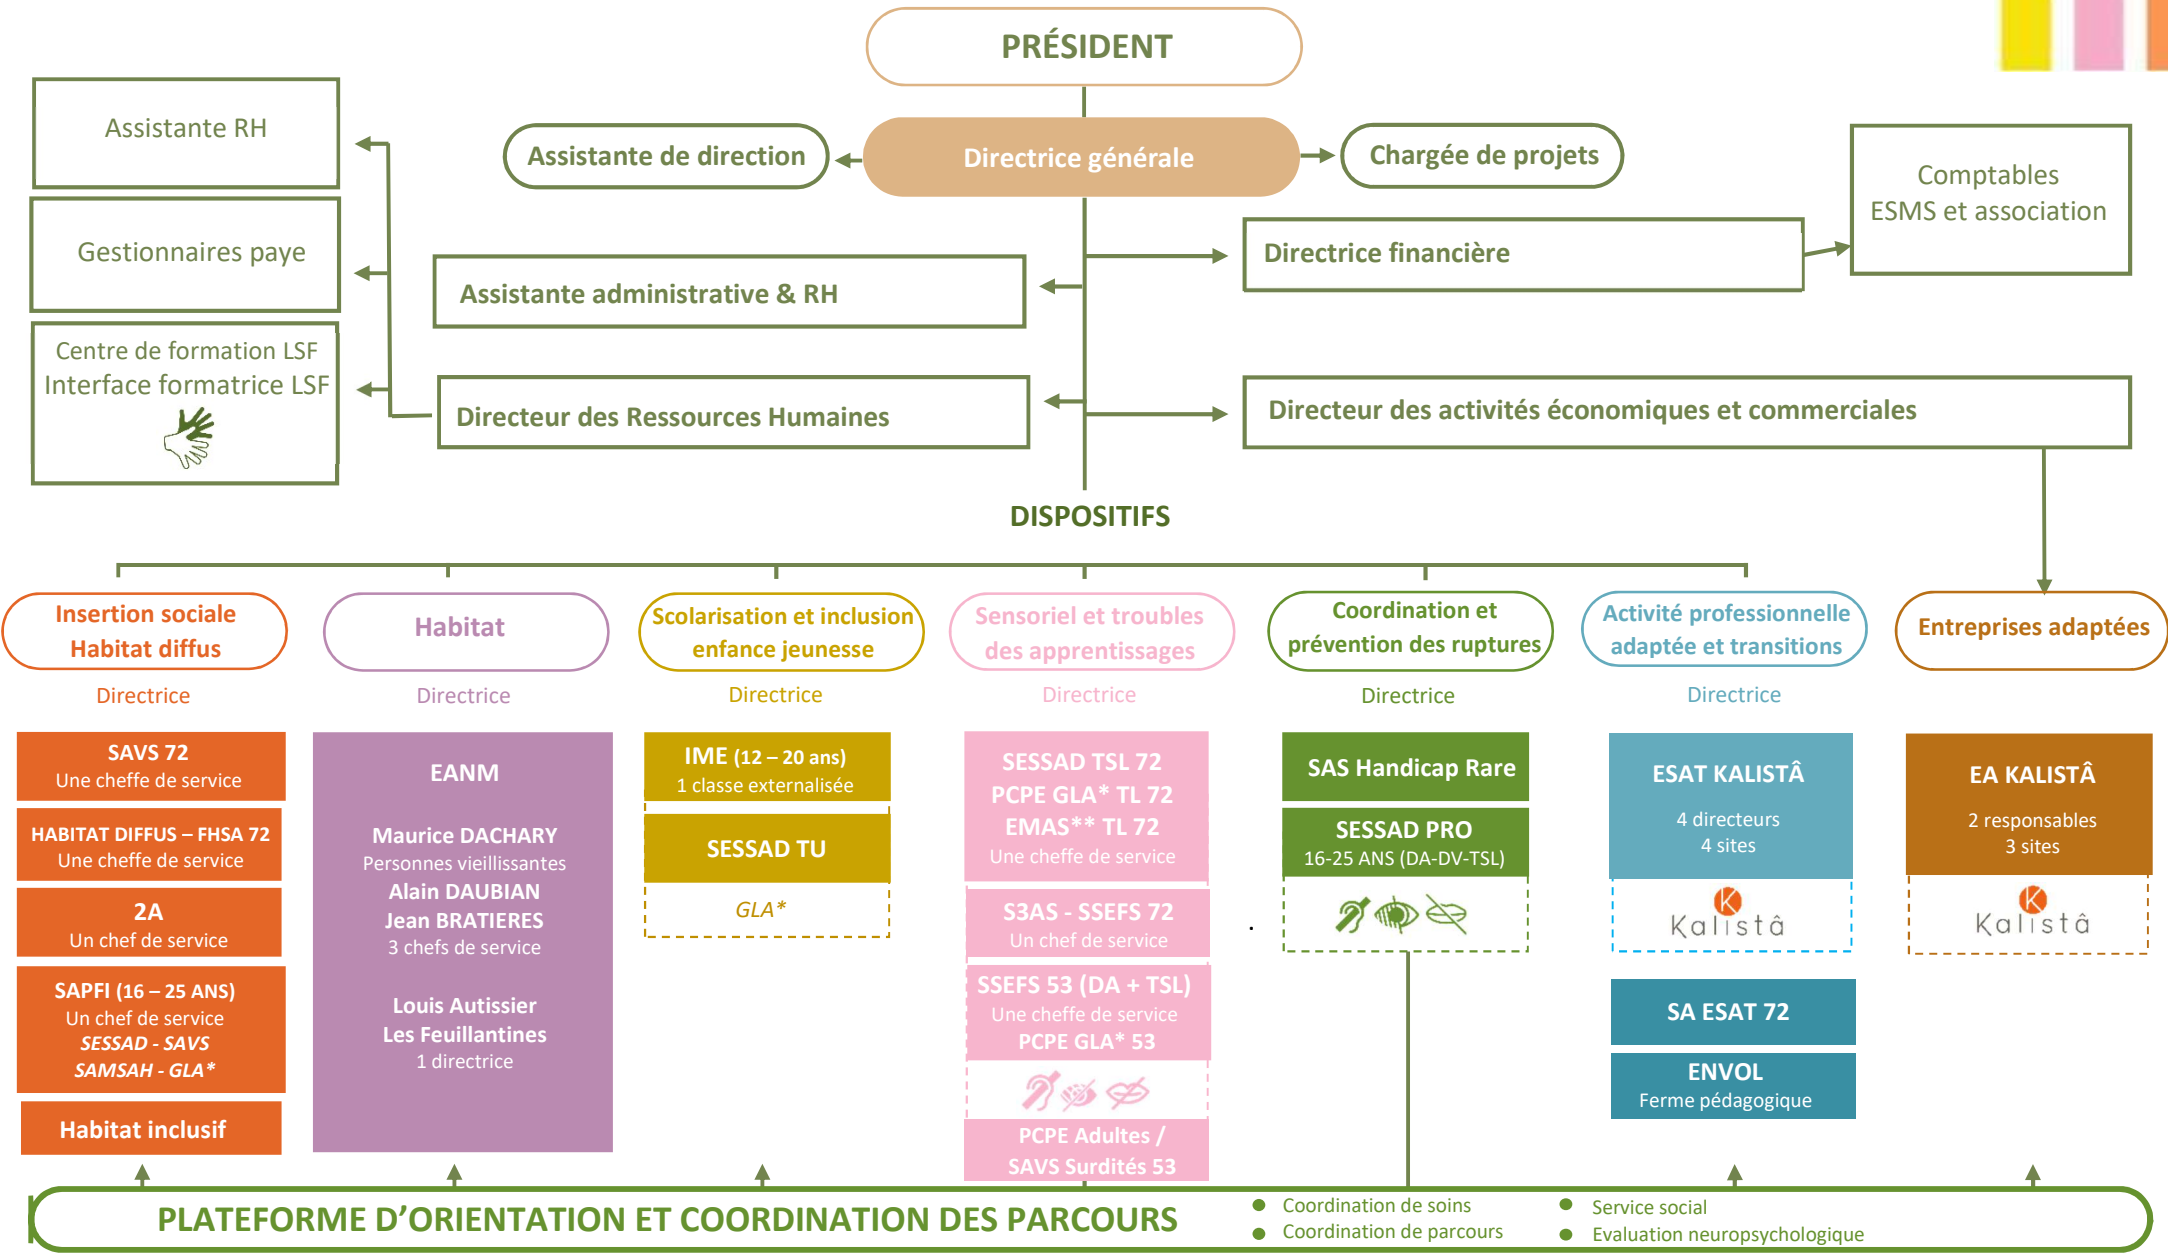 PRÉSIDENT
Assistante RH
Assistante de direction
Directrice générale
Chargée de projets
Comptables
ESMS et association
Gestionnaires paye
Directrice financière
Assistante administrative & RH
Centre de formation LSF
Interface formatrice LSF
Directeur des Ressources Humaines
Directeur des activités économiques et commerciales
DISPOSITIFS
Insertion sociale
Habitat diffus
Directrice
SAVS 72
Une cheffe de service
HABITAT DIFFUS – FHSA 72
Une cheffe de service
2A
Un chef de service
SAPFI (16 – 25 ANS)
Un chef de service
SESSAD - SAVS
SAMSAH - GLA*
Habitat inclusif
Habitat
Directrice
EANM
Maurice DACHARY
Personnes vieillissantes
Alain DAUBIAN
Jean BRATIERES
3 chefs de service
Louis Autissier
Les Feuillantines
1 directrice
Scolarisation et inclusion
enfance jeunesse
Directrice
IME (12 – 20 ans)
1 classe externalisée
SESSAD TU
GLA*
Sensoriel et troubles
des apprentissages
Directrice
SESSAD TSL 72
PCPE GLA* TL 72
EMAS** TL 72
Une cheffe de service
S3AS - SSEFS 72
Un chef de service
SSEFS 53 (DA + TSL)
Une cheffe de service
PCPE GLA* 53
PCPE Adultes /
SAVS Surdités 53
Coordination et
prévention des ruptures
Directrice
SAS Handicap Rare
SESSAD PRO
16-25 ANS (DA-DV-TSL)
.
Activité professionnelle
adaptée et transitions
Directrice
ESAT KALISTÂ
4 directeurs
4 sites
K
Kalistâ
SA ESAT 72
ENVOL
Ferme pédagogique
Entreprises adaptées
EA KALISTÂ
2 responsables
3 sites
K
Kalistâ
PLATEFORME D'ORIENTATION ET COORDINATION DES PARCOURS
● Coordination de soins
● Coordination de parcours
● Service social
● Evaluation neuropsychologique